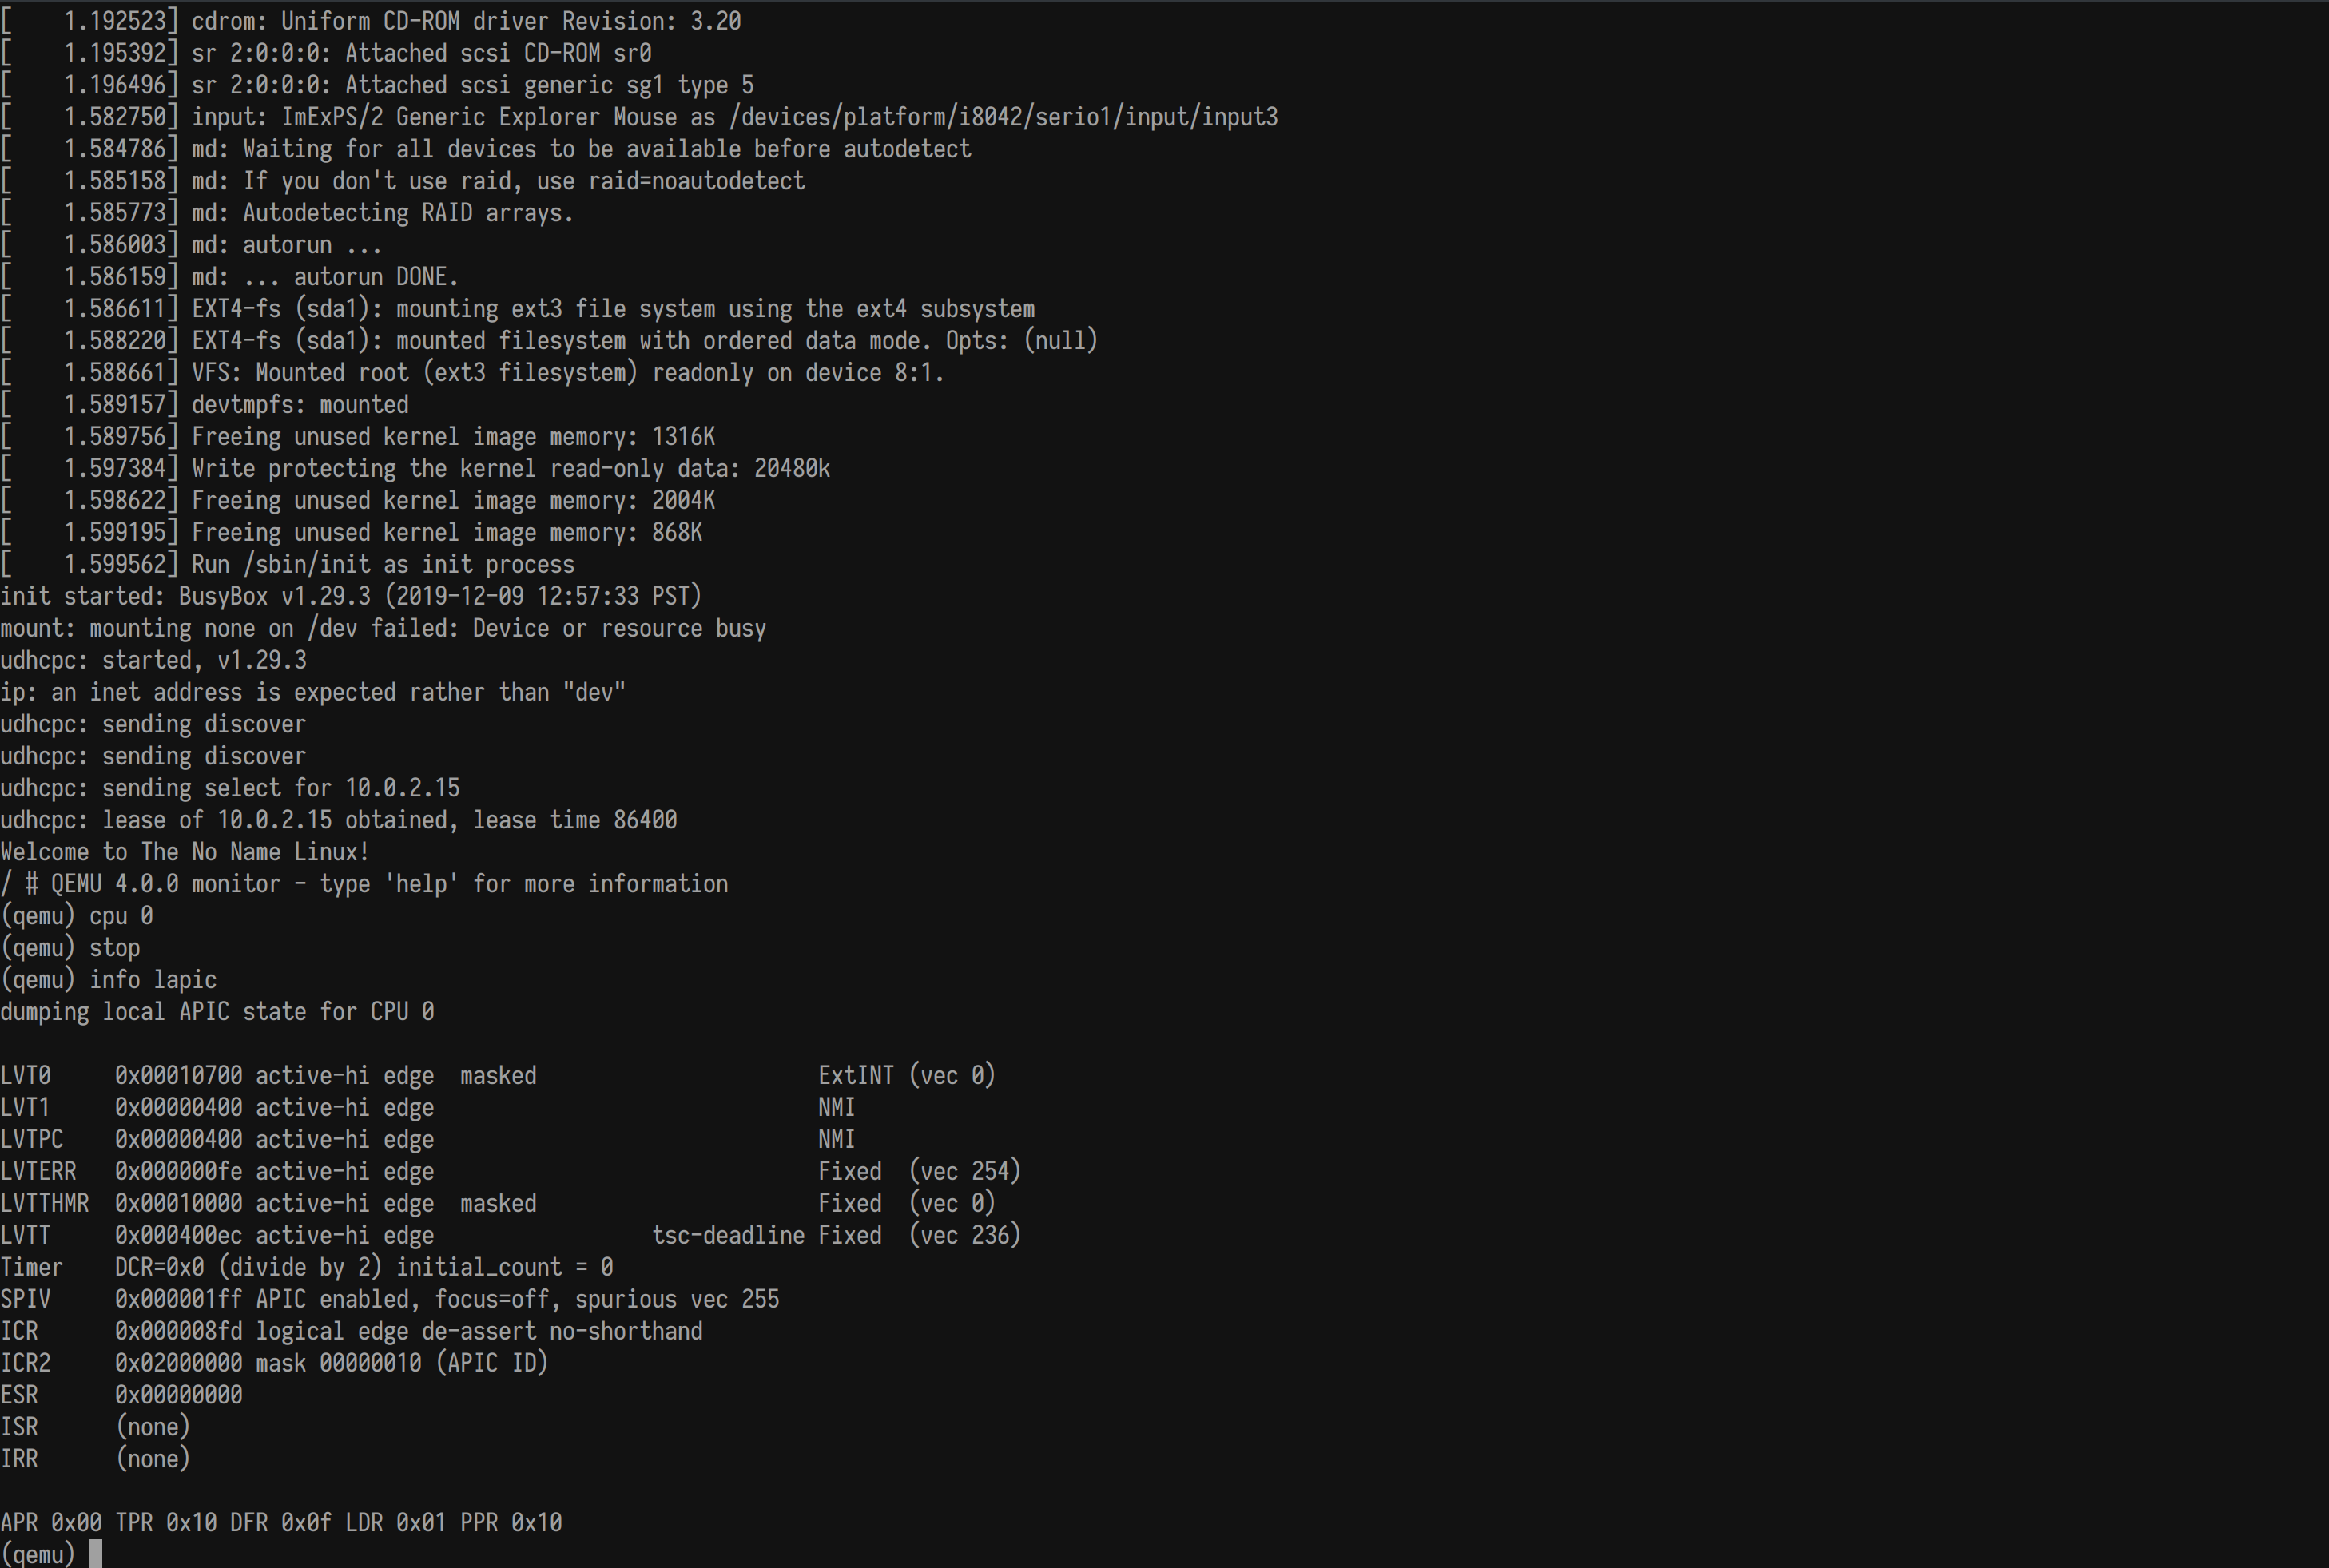 [    1.192523] cdrom: Uniform CD-ROM driver Revision: 3.20
[    1.195392] sr 2:0:0:0: Attached scsi CD-ROM sr0
[    1.196496] sr 2:0:0:0: Attached scsi generic sg1 type 5
[    1.582750] input: ImExPS/2 Generic Explorer Mouse as /devices/platform/i8042/serio1/input/input3
[    1.584786] md: Waiting for all devices to be available before autodetect
[    1.585158] md: If you don't use raid, use raid=noautodetect
[    1.585773] md: Autodetecting RAID arrays.
[    1.586003] md: autorun ...
[    1.586159] md: ... autorun DONE.
[    1.586611] EXT4-fs (sda1): mounting ext3 file system using the ext4 subsystem
[    1.588220] EXT4-fs (sda1): mounted filesystem with ordered data mode. Opts: (null)
[    1.588661] VFS: Mounted root (ext3 filesystem) readonly on device 8:1.
[    1.589157] devtmpfs: mounted
[    1.589756] Freeing unused kernel image memory: 1316K
[    1.597384] Write protecting the kernel read-only data: 20480k
[    1.598622] Freeing unused kernel image memory: 2004K
[    1.599195] Freeing unused kernel image memory: 868K
[    1.599562] Run /sbin/init as init process
init started: BusyBox v1.29.3 (2019-12-09 12:57:33 PST)
mount: mounting none on /dev failed: Device or resource busy
udhcpc: started, v1.29.3
ip: an inet address is expected rather than "dev"
udhcpc: sending discover
udhcpc: sending discover
udhcpc: sending select for 10.0.2.15
udhcpc: lease of 10.0.2.15 obtained, lease time 86400
Welcome to The No Name Linux!
/ # QEMU 4.0.0 monitor - type 'help' for more information
(qemu) cpu 0
(qemu) stop
(qemu) info lapic
dumping local APIC state for CPU 0

LVT0     0x00010700 active-hi edge  masked                      ExtINT (vec 0)
LVT1     0x00000400 active-hi edge                              NMI
LVTPC    0x00000400 active-hi edge                              NMI
LVTERR   0x000000fe active-hi edge                              Fixed  (vec 254)
LVTTHMR  0x00010000 active-hi edge  masked                      Fixed  (vec 0)
LVTT     0x000400ec active-hi edge                 tsc-deadline Fixed  (vec 236)
Timer    DCR=0x0 (divide by 2) initial_count = 0
SPIV     0x000001ff APIC enabled, focus=off, spurious vec 255
ICR      0x000008fd logical edge de-assert no-shorthand
ICR2     0x02000000 mask 00000010 (APIC ID)
ESR      0x00000000
ISR      (none)
IRR      (none)

APR 0x00 TPR 0x10 DFR 0x0f LDR 0x01 PPR 0x10
(qemu)